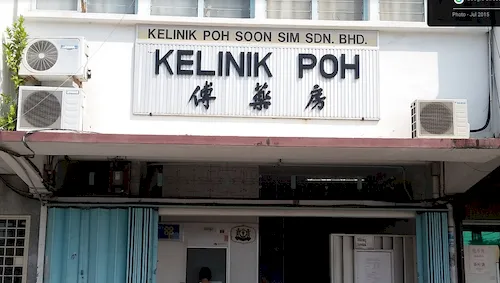 Photo - Jul 2015
KELINIK POH SOON SIM SDN. BHD.
KELINIK POH
傅藥房